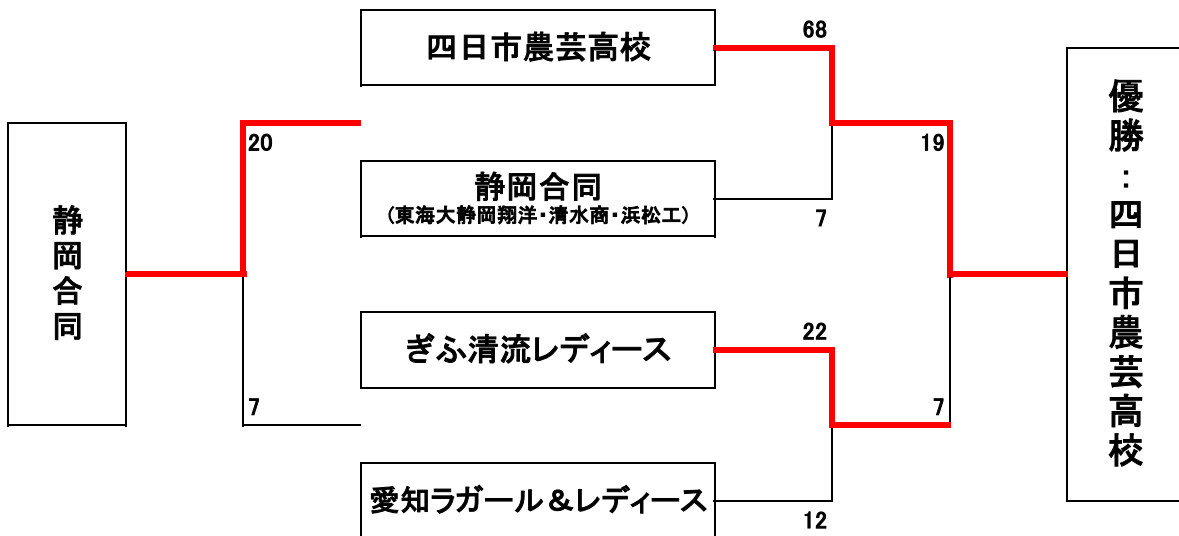 四日市農芸高校
68
静岡合同
20
静岡合同
(東海大静岡翔洋・清水商・浜松工)
7
19
優勝：四日市農芸高校
ぎふ清流レディース
22
7
7
愛知ラガール＆レディース
12